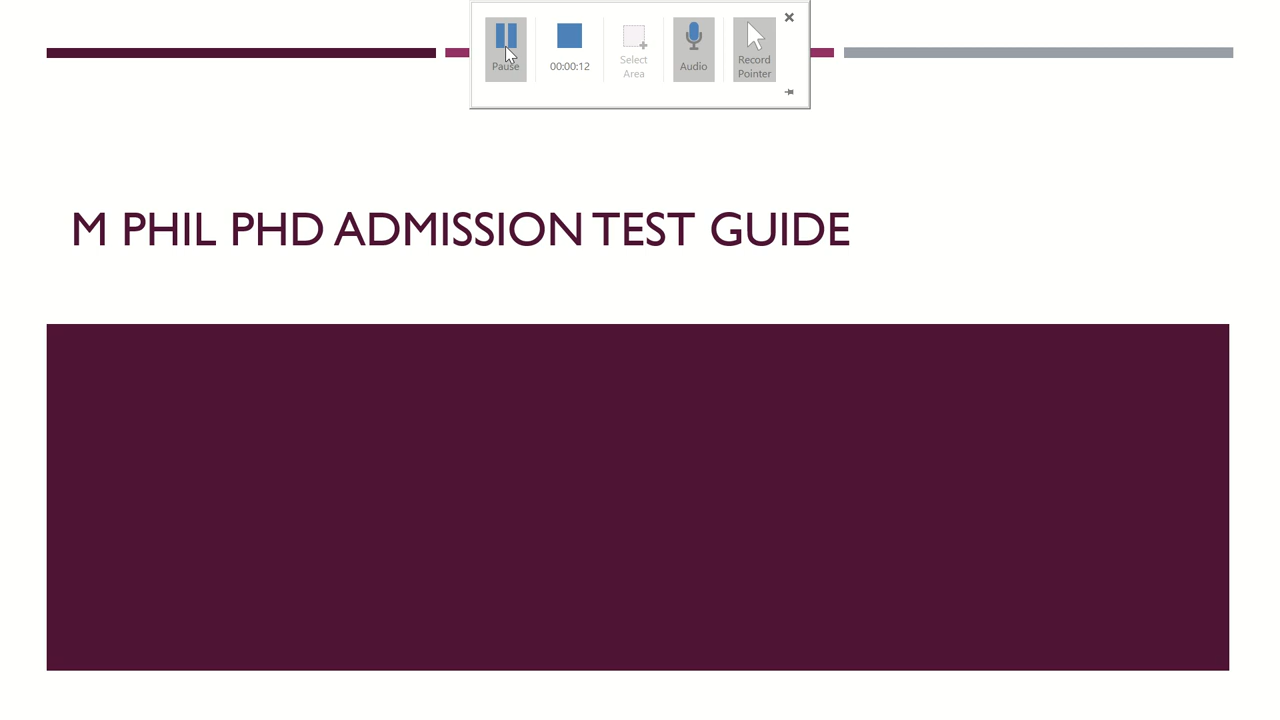 Pause
00:00:12
Select
Area
Audio
Record
Pointer
M PHIL PHD ADMISSION TEST GUIDE